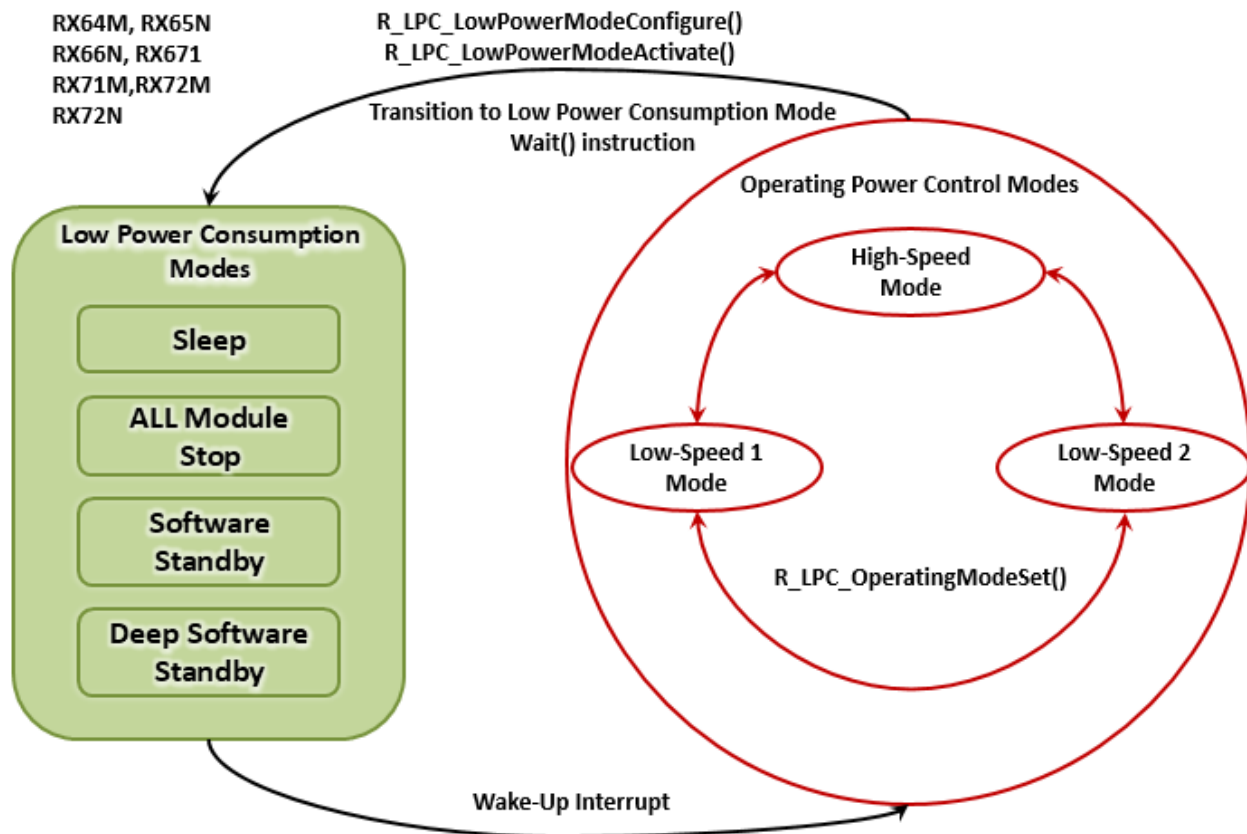 RX64M, RX65N
RX66N, RX671
RX71M,RX72M
RX72N
R_LPC_LowPowerModeConfigure()
R_LPC_LowPowerModeActivate()
Transition to Low Power Consumption Mode
Wait() instruction
Low Power Consumption
Modes
Sleep
ALL Module
Stop
Software
Standby
Deep Software
Standby
Operating Power Control Modes
High-Speed
Mode
Low-Speed 1
Mode
Low-Speed 2
Mode
R_LPC_OperatingModeSet()
Wake-Up Interrupt